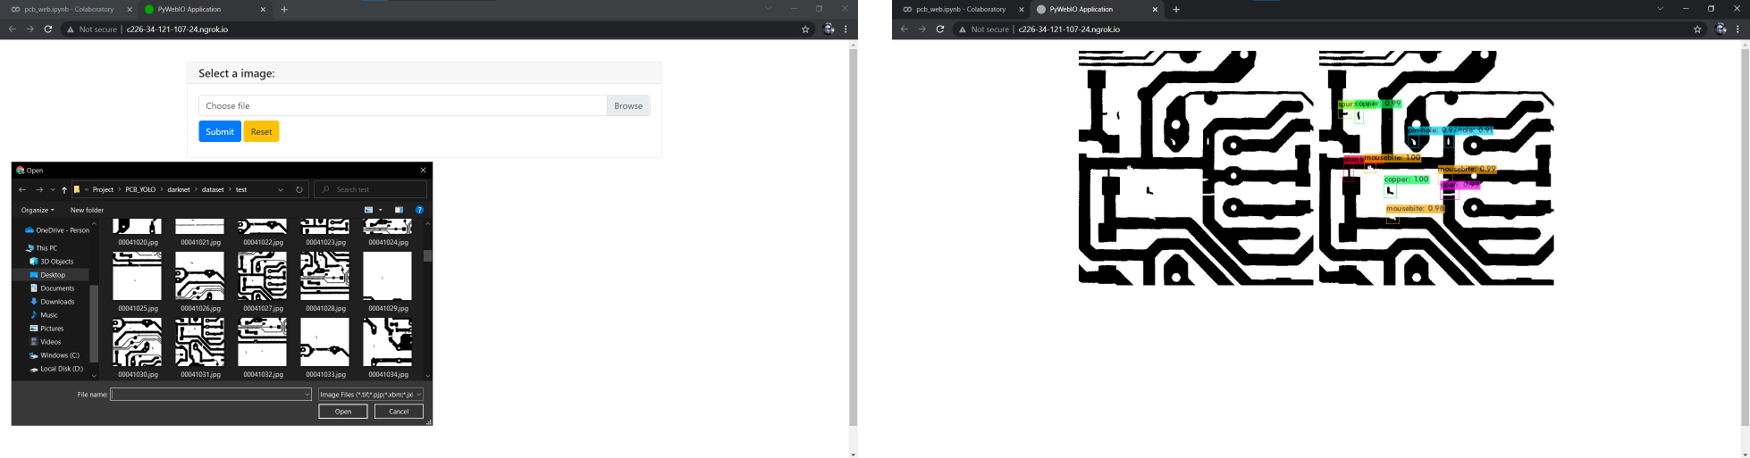 pcb_web.ipynb - Colaboratory
PyWebIO Application
Not secure
c226-34-121-107-24.ngrok.io
Select a image:
Choose file
Browse
Submit
Reset
Open
« Project › PCB_YOLO › darknet › dataset › test
Search test
Organize
New folder
OneDrive - Person
This PC
3D Objects
Desktop
Documents
Downloads
Music
Pictures
Videos
Windows (C:)
Local Disk (D:)
00041020.jpg
00041021.jpg
00041022.jpg
00041023.jpg
00041024.jpg
00041025.jpg
00041026.jpg
00041027.jpg
00041028.jpg
00041029.jpg
00041030.jpg
00041031.jpg
00041032.jpg
00041033.jpg
00041034.jpg
File name:
Image Files (*.tif;*.pjp;*.xbm;*.jxl
Open
Cancel
pcb_web.ipynb - Colaboratory
PyWebIO Application
Not secure
c226-34-121-107-24.ngrok.io
copper: 0.99
pin-hole: 0.97
0.91
mousebite: 1.00
mousebite: 0.99
copper: 1.00
0.99
mousebite: 0.98